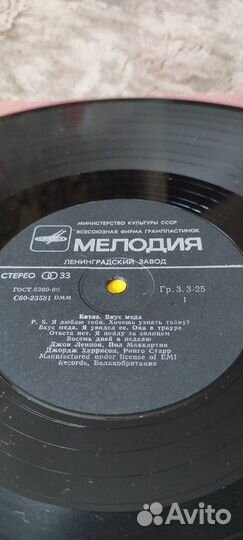 МИНИСТЕРСТВО КУЛЬТУРЫ СССР
ВСЕСОЮЗНАЯ ФИРМА ГРАМПЛАСТИНОК
МЕЛОДИЯ
ЛЕНИНГРАДСКИЙ ЗАВОД
СТЕРЕО 33
ГОСТ 5289-80
С60-23581 DMM
Гр. 3. 3-25
1
Битлз. Вкус меда
P. S. Я люблю тебя. Хочешь узнать тайну?
Вкус меда. Я увидел ее. Она в трауре
Ответа нет. Я пойду за солнцем
Восемь дней в неделю
Джон Леннон, Пол Маккартни
Джордж Харрисон, Ринго Старр
Manufactured under license of EMI
Records, Великобритания
Avito